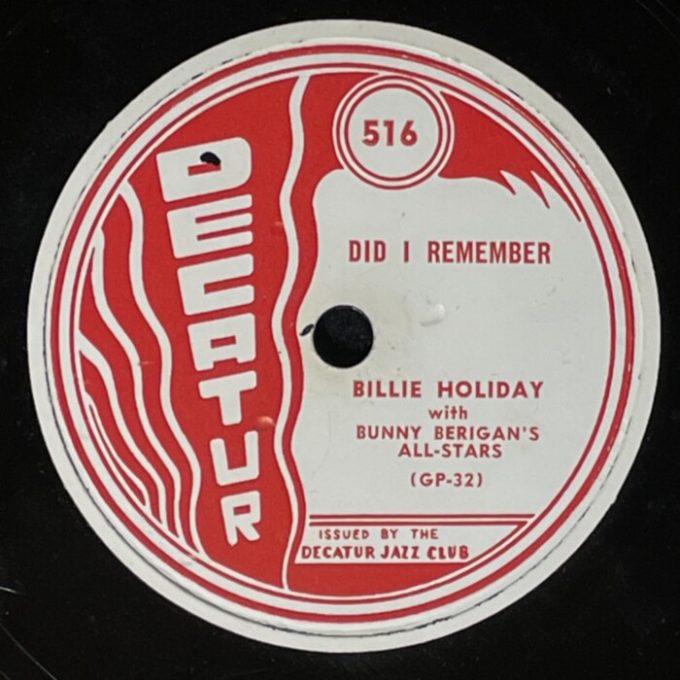 DECATUR
516
DID I REMEMBER
BILLIE HOLIDAY
with
BUNNY BERIGAN'S
ALL-STARS
(GP-32)
ISSUED BY THE
DECATUR JAZZ CLUB